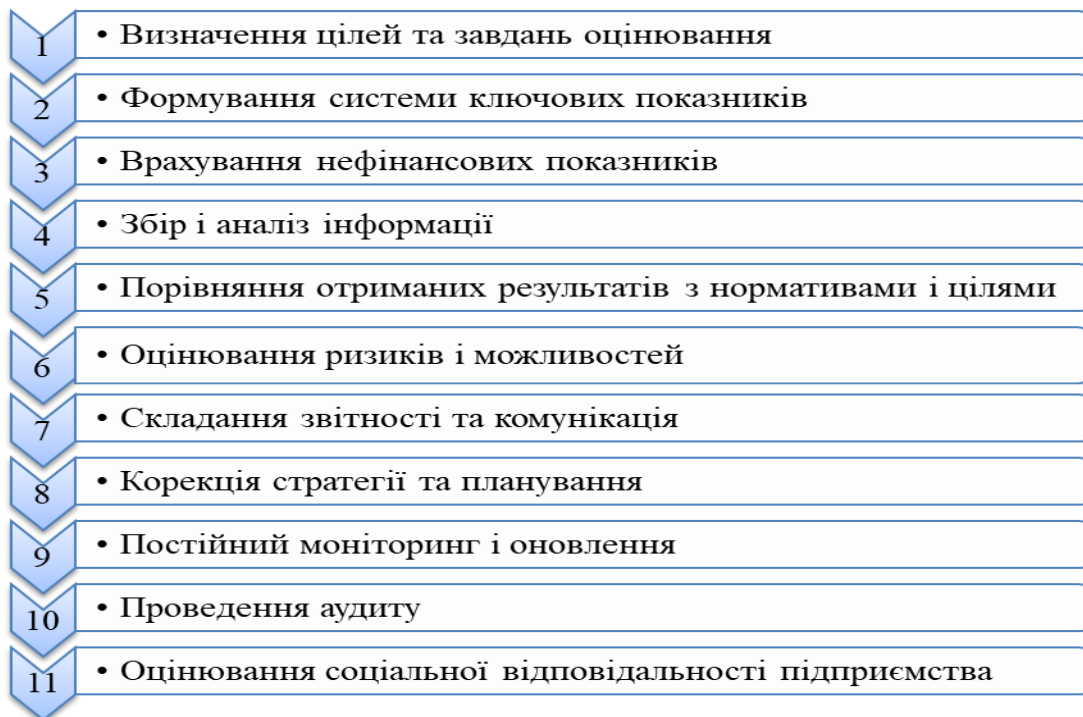 1 • Визначення цілей та завдань оцінювання
2 • Формування системи ключових показників
3 • Врахування нефінансових показників
4 • Збір і аналіз інформації
5 • Порівняння отриманих результатів з нормативами і цілями
6 • Оцінювання ризиків і можливостей
7 • Складання звітності та комунікація
8 • Корекція стратегії та планування
9 • Постійний моніторинг і оновлення
10 • Проведення аудиту
11 • Оцінювання соціальної відповідальності підприємства